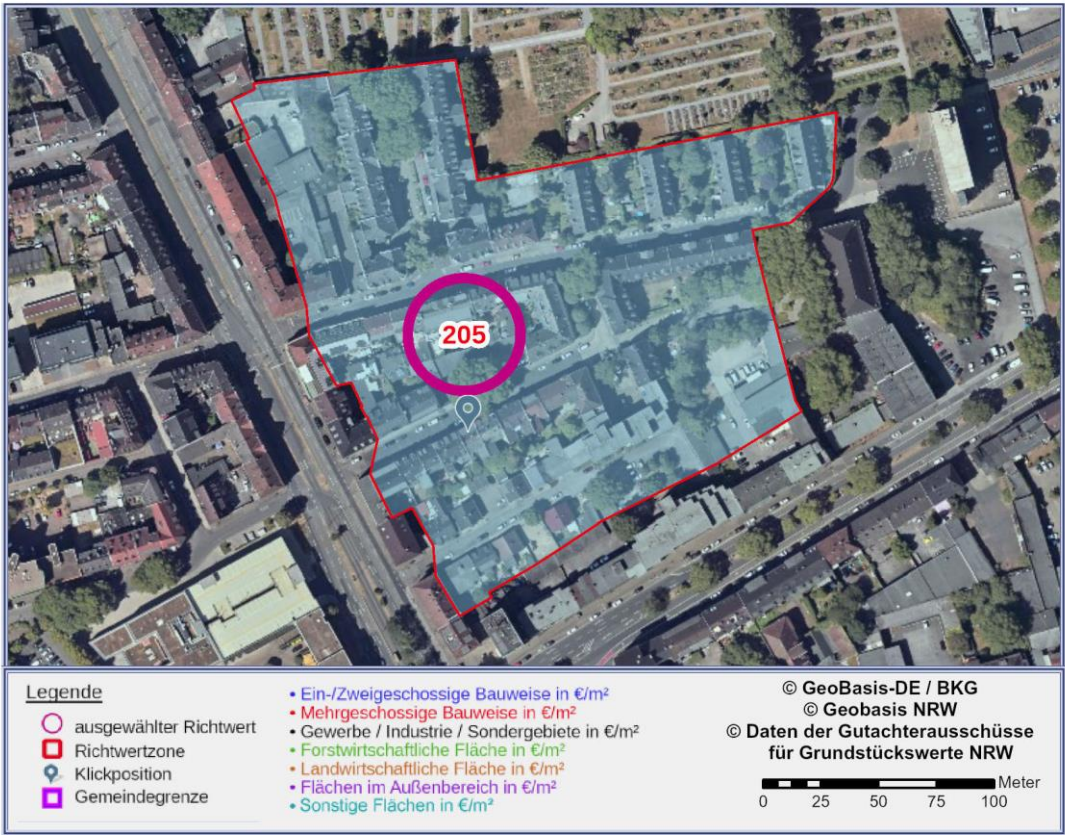 205
Legende
ausgewählter Richtwert
Richtwertzone
Klickposition
Gemeindegrenze
• Ein-/Zweigeschossige Bauweise in €/m²
• Mehrgeschossige Bauweise in €/m²
• Gewerbe / Industrie / Sondergebiete in €/m²
• Forstwirtschaftliche Fläche in €/m²
• Landwirtschaftliche Fläche in €/m²
• Flächen im Außenbereich in €/m²
• Sonstige Flächen in €/m²
© GeoBasis-DE / BKG
© Geobasis NRW
© Daten der Gutachterausschüsse
für Grundstückswerte NRW
Meter
0 25 50 75 100